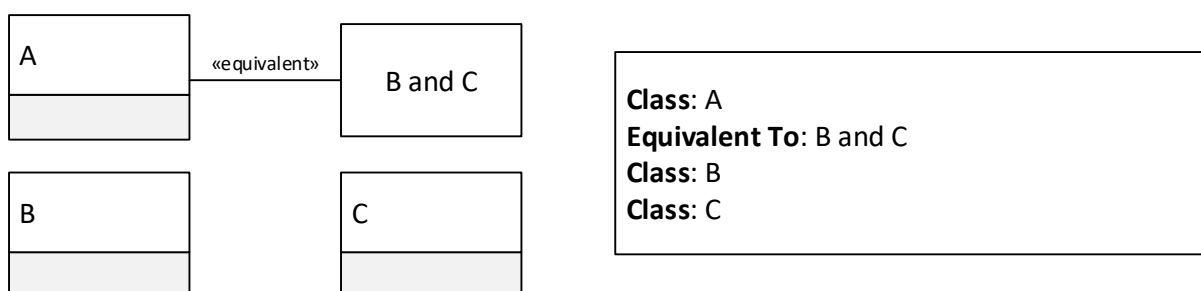 A
«equivalent»
B and C
B
C
Class: A
Equivalent To: B and C
Class: B
Class: C